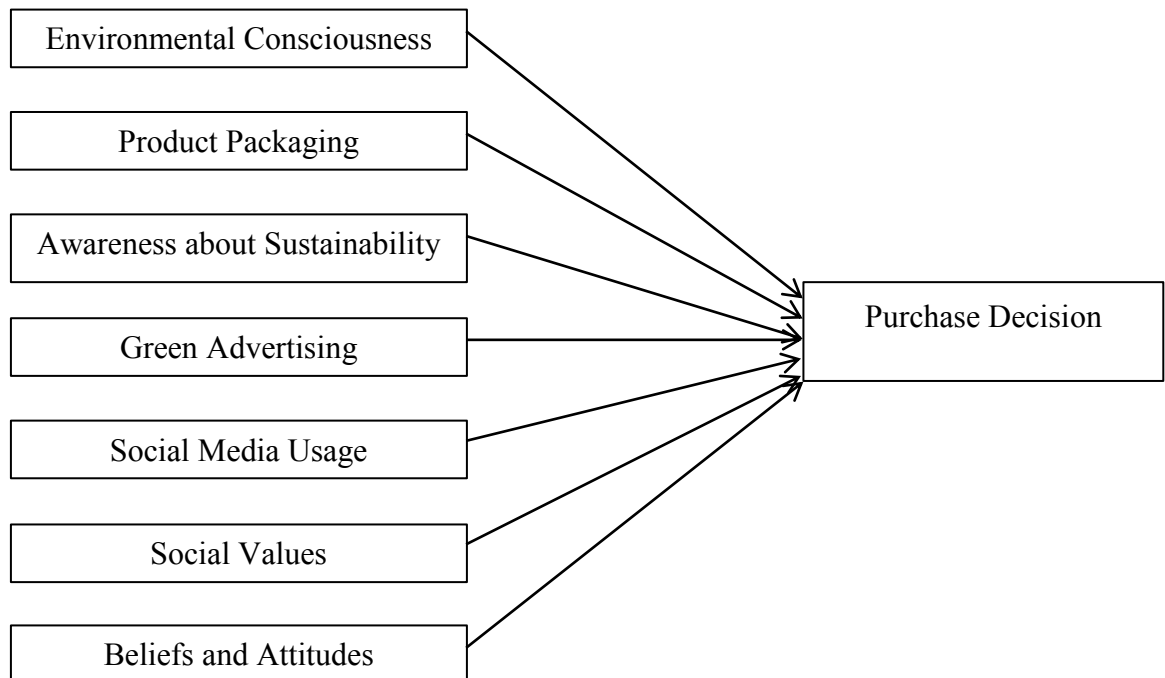 Environmental Consciousness
Product Packaging
Awareness about Sustainability
Green Advertising
Social Media Usage
Social Values
Beliefs and Attitudes
Purchase Decision